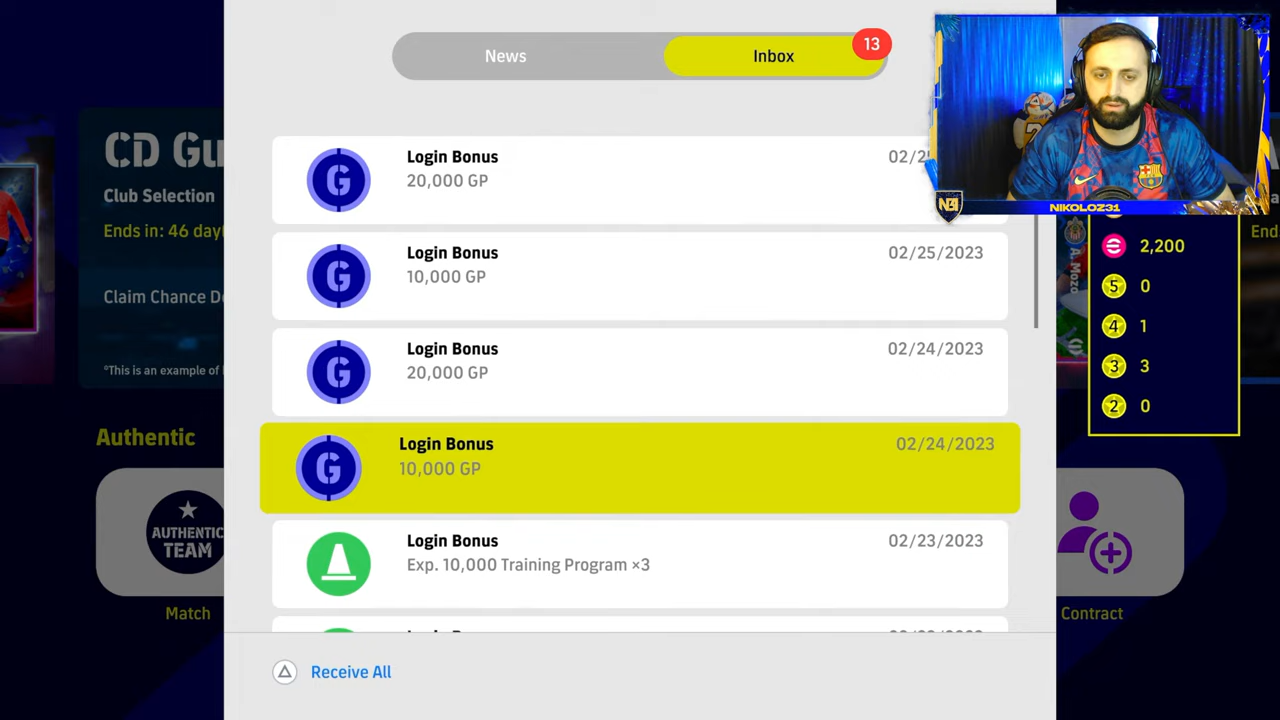 News
Inbox
13
CD Gu
Club Selection
Ends in: 46 day
Claim Chance D
*This is an example of
Authentic
AUTHENTIC
TEAM
Match
Login Bonus
20,000 GP
Login Bonus
02/25/2023
10,000 GP
Login Bonus
02/24/2023
20,000 GP
Login Bonus
02/24/2023
10,000 GP
Login Bonus
02/23/2023
Exp. 10,000 Training Program ×3
Receive All
N31
NIKOLOZ31
2,200
5 0
4 1
3 3
2 0
A. Mozo
End
Contract